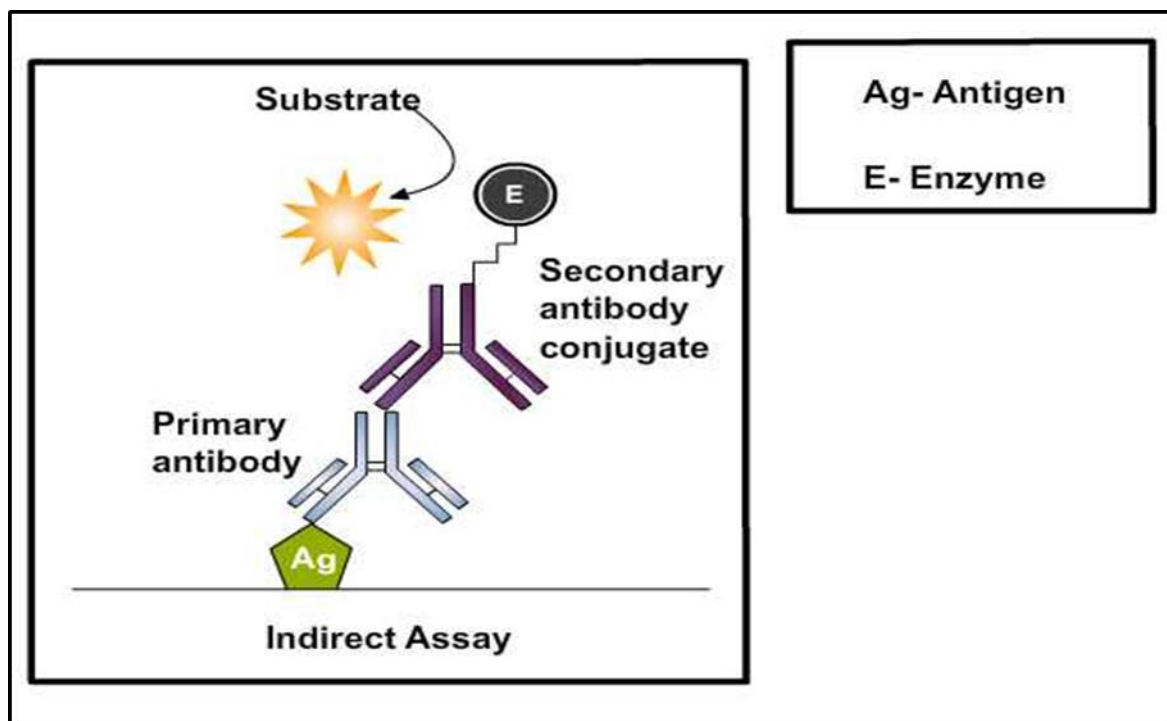 Substrate
E
Secondary
antibody
conjugate
Primary
antibody
Ag
Indirect Assay
Ag- Antigen
E- Enzyme